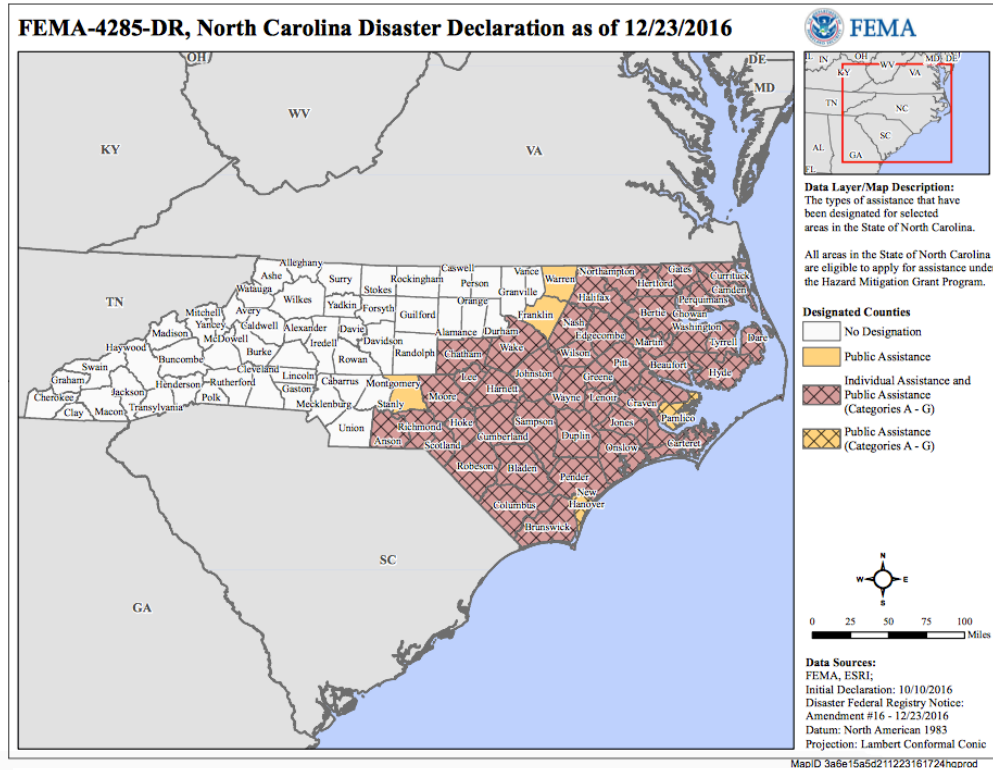 FEMA-4285-DR, North Carolina Disaster Declaration as of 12/23/2016
FEMA
OH
WV
KY
VA
DE
MD
TN
SC
GA
Alleghany
Ashe
Surry
Stokes
Rockingham
Caswell
Person
Vance
Granville
Warren
Northampton
Gates
Currituck
Camden
Hertford
Perquimans
Watauga
Wilkes
Yadkin
Forsyth
Guilford
Orange
Franklin
Halifax
Bertie
Chowan
Mitchell
Avery
Yancey
Caldwell
Alexander
Davie
Davidson
Alamance
Durham
Nash
Edgecombe
Martin
Washington
Tyrrell
Dare
Madison
McDowell
Burke
Iredell
Rowan
Randolph
Chatham
Wake
Wilson
Pitt
Beaufort
Hyde
Haywood
Buncombe
Swain
Graham
Cherokee
Clay
Macon
Jackson
Transylvania
Henderson
Polk
Rutherford
Cleveland
Lincoln
Gaston
Cabarrus
Mecklenburg
Montgomery
Stanly
Union
Anson
Richmond
Moore
Lee
Harnett
Johnston
Greene
Wayne
Lenoir
Craven
Pamlico
Jones
Carteret
Hoke
Scotland
Cumberland
Sampson
Duplin
Onslow
Robeson
Bladen
Pender
New
Hanover
Columbus
Brunswick
IL
IN
OH
WV
MD
DE
KY
VA
TN
NC
SC
AL
GA
FL
Data Layer/Map Description:
The types of assistance that have
been designated for selected
areas in the State of North Carolina.
All areas in the State of North Carolina
are eligible to apply for assistance under
the Hazard Mitigation Grant Program.
Designated Counties
No Designation
Public Assistance
Individual Assistance and
Public Assistance
(Categories A - G)
Public Assistance
(Categories A - G)
N
W
E
S
0 25 50 75 100
Miles
Data Sources:
FEMA, ESRI;
Initial Declaration: 10/10/2016
Disaster Federal Registry Notice:
Amendment #16 - 12/23/2016
Datum: North American 1983
Projection: Lambert Conformal Conic
MapID 3a6e15a5d211223161724hqprod